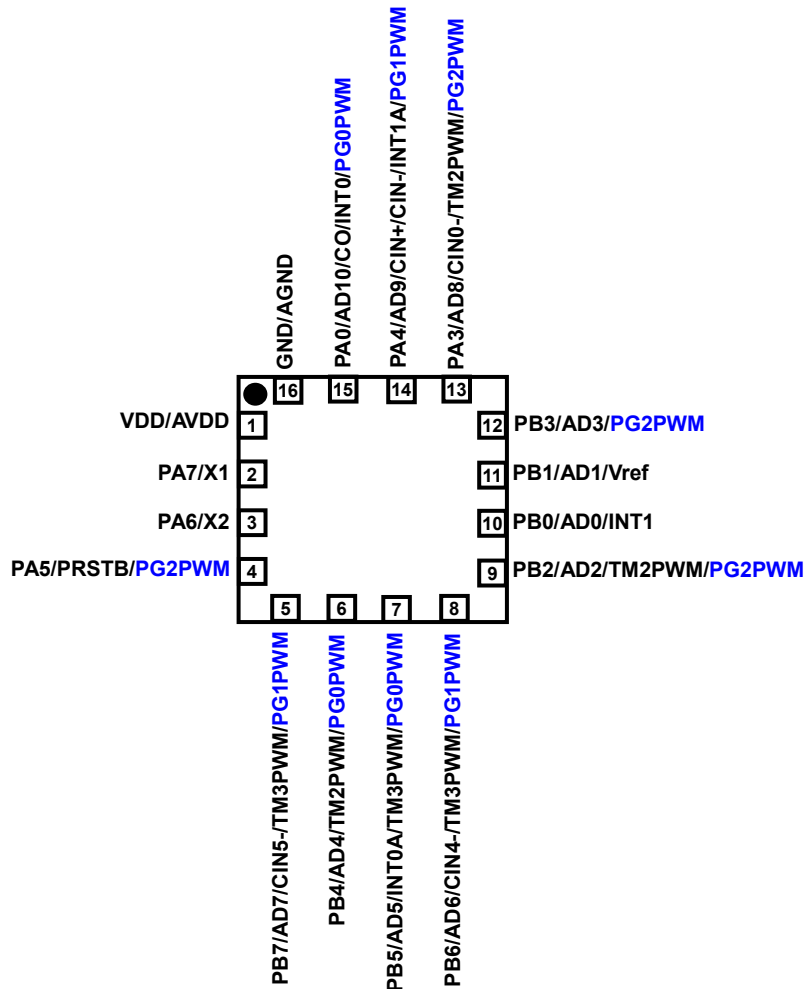 GND/AGND
PA0/AD10/CO/INT0/PG0PWM
PA4/AD9/CIN+/CIN-/INT1A/PG1PWM
PA3/AD8/CIN0-/TM2PWM/PG2PWM
16
15
14
13
VDD/AVDD
1
PA7/X1
2
PA6/X2
3
PA5/PRSTB/PG2PWM
4
12
PB3/AD3/PG2PWM
11
PB1/AD1/Vref
10
PB0/AD0/INT1
9
PB2/AD2/TM2PWM/PG2PWM
5
6
7
8
PB7/AD7/CIN5-/TM3PWM/PG1PWM
PB4/AD4/TM2PWM/PG0PWM
PB5/AD5/INT0A/TM3PWM/PG0PWM
PB6/AD6/CIN4-/TM3PWM/PG1PWM